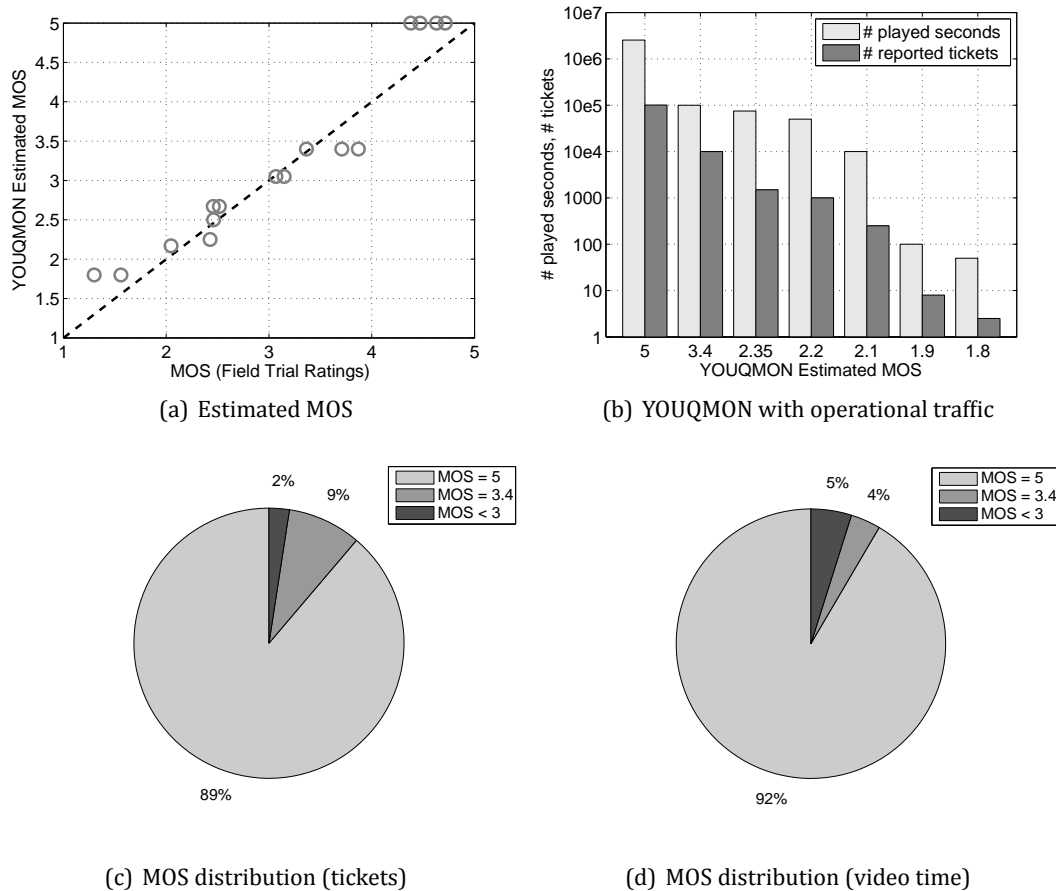 5
4.5
4
3.5
3
2.5
2
1.5
1
1 2 3 4 5
YOUQMON Estimated MOS
MOS (Field Trial Ratings)
(a) Estimated MOS
10e7
10e6
10e5
10e4
1000
100
10
1
# played seconds, # tickets
# played seconds
# reported tickets
5 3.4 2.35 2.2 2.1 1.9 1.8
YOUQMON Estimated MOS
(b) YOUQMON with operational traffic
2%
9%
89%
MOS = 5
MOS = 3.4
MOS < 3
(c) MOS distribution (tickets)
5%
4%
92%
MOS = 5
MOS = 3.4
MOS < 3
(d) MOS distribution (video time)